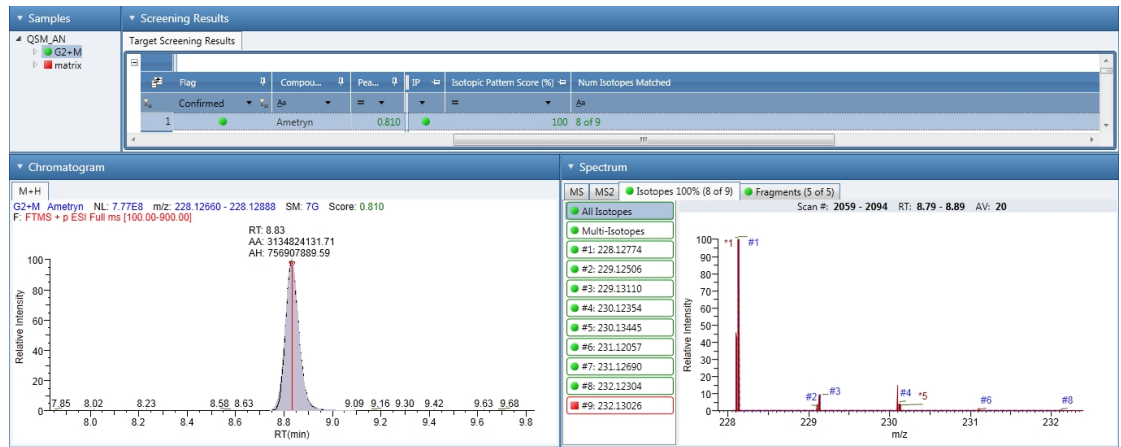 Samples
QSM_AN
G2+M
matrix
Screening Results
Target Screening Results
Flag Compou... Pea... IP Isotopic Pattern Score (%) Num Isotopes Matched
Confirmed Aa = = Aa
1 Ametryn 0.810 100 8 of 9
Chromatogram
M+H
G2+M Ametryn NL: 7.77E8 m/z: 228.12660 - 228.12888 SM: 7G Score: 0.810
F: FTMS + p ESI Full ms [100.00-900.00]
RT: 8.83
AA: 3134824131.71
AH: 756907889.59
Relative Intensity
100
80
60
40
20
0
7.85 8.02 8.23 8.58 8.63 9.09 9.16 9.30 9.42 9.63 9.68
8.0 8.2 8.4 8.6 8.8 9.0 9.2 9.4 9.6 9.8
RT(min)
Spectrum
MS MS2 Isotopes 100% (8 of 9) Fragments (5 of 5)
All Isotopes
Multi-Isotopes
#1: 228.12774
#2: 229.12506
#3: 229.13110
#4: 230.12354
#5: 230.13445
#6: 231.12057
#7: 231.12690
#8: 232.12304
#9: 232.13026
Scan #: 2059 - 2094 RT: 8.79 - 8.89 AV: 20
Relative Intensity
100
90
80
70
60
50
40
30
20
10
0
*1 #1
#2 #3 #4 *5 #6 #8
228 229 230 231 232
m/z